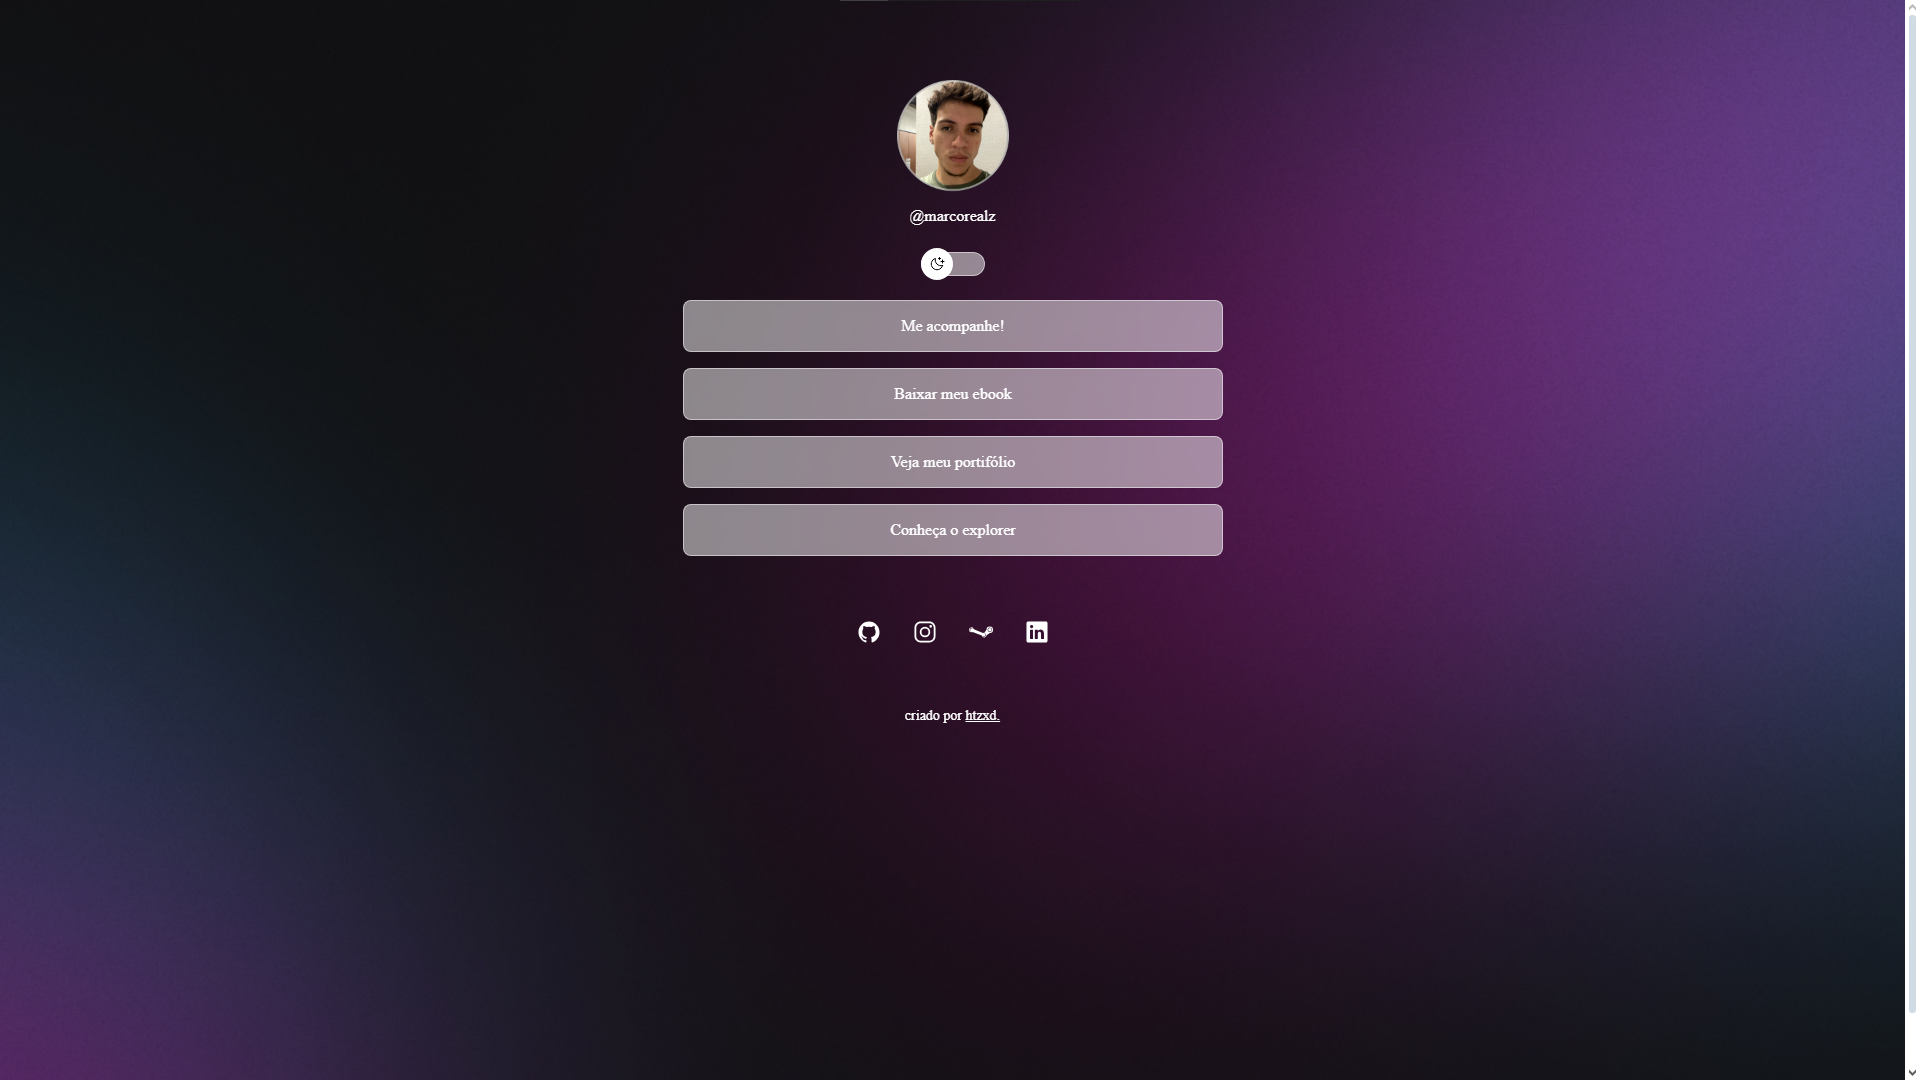 @marcorealz
Me acompanhe!
Baixar meu ebook
Veja meu portifólio
Conheça o explorer
criado por htzxd.